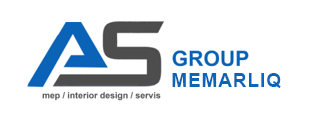 AS
GROUP
MEMARLIQ
mep / interior design / servis